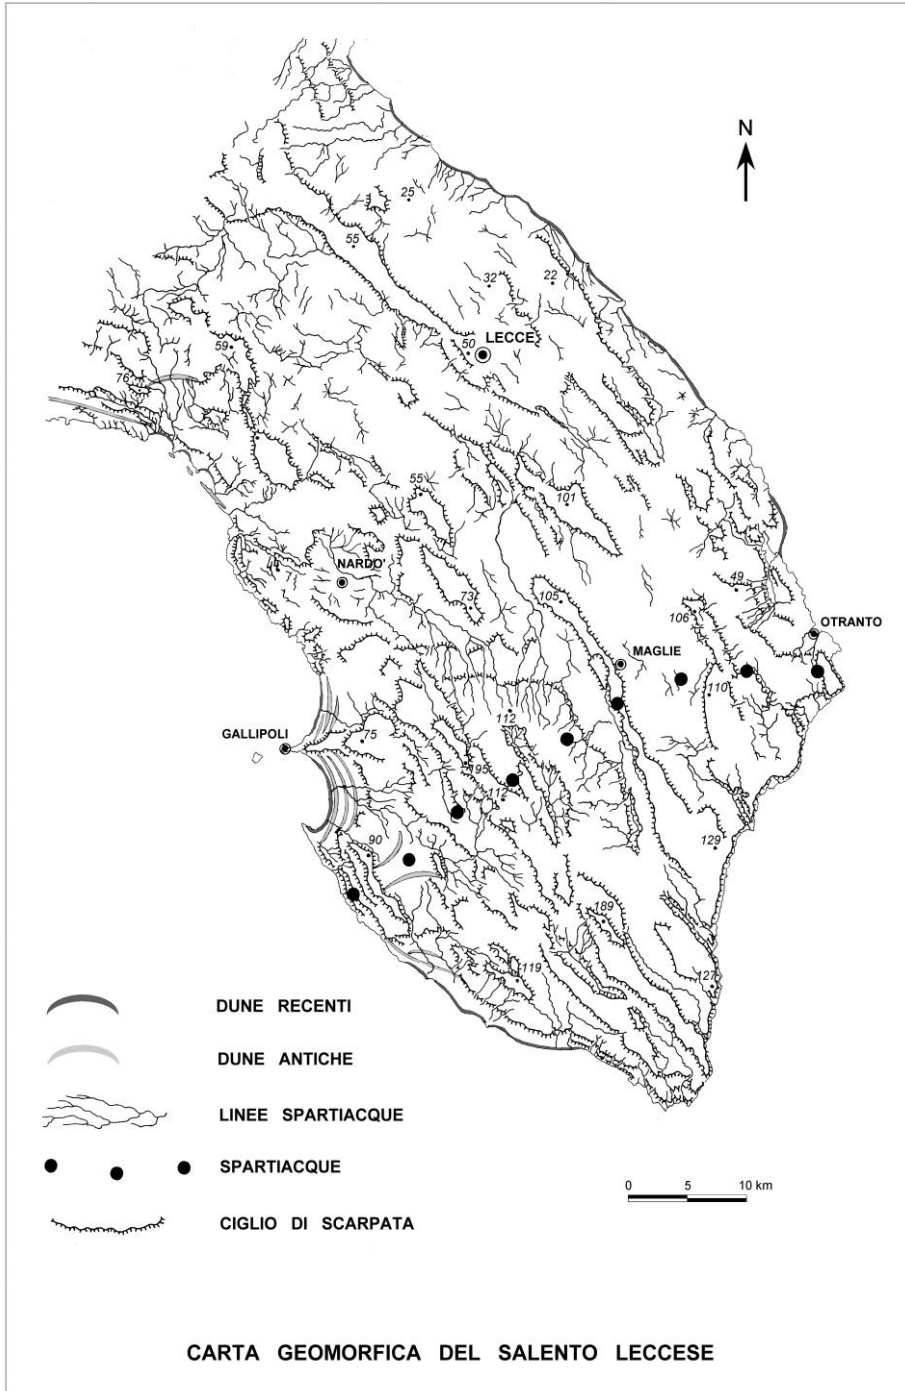 N
25
55
32
22
LECCE
50
59
76
55
101
NARDO'
73
105
49
106
OTRANTO
MAGLIE
110
112
GALLIPOLI
75
195
112
90
129
189
119
127
DUNE RECENTI
DUNE ANTICHE
LINEE SPARTIACQUE
0 5 10 km
SPARTIACQUE
CIGLIO DI SCARPATA
CARTA GEOMORFICA DEL SALENTO LECCESE